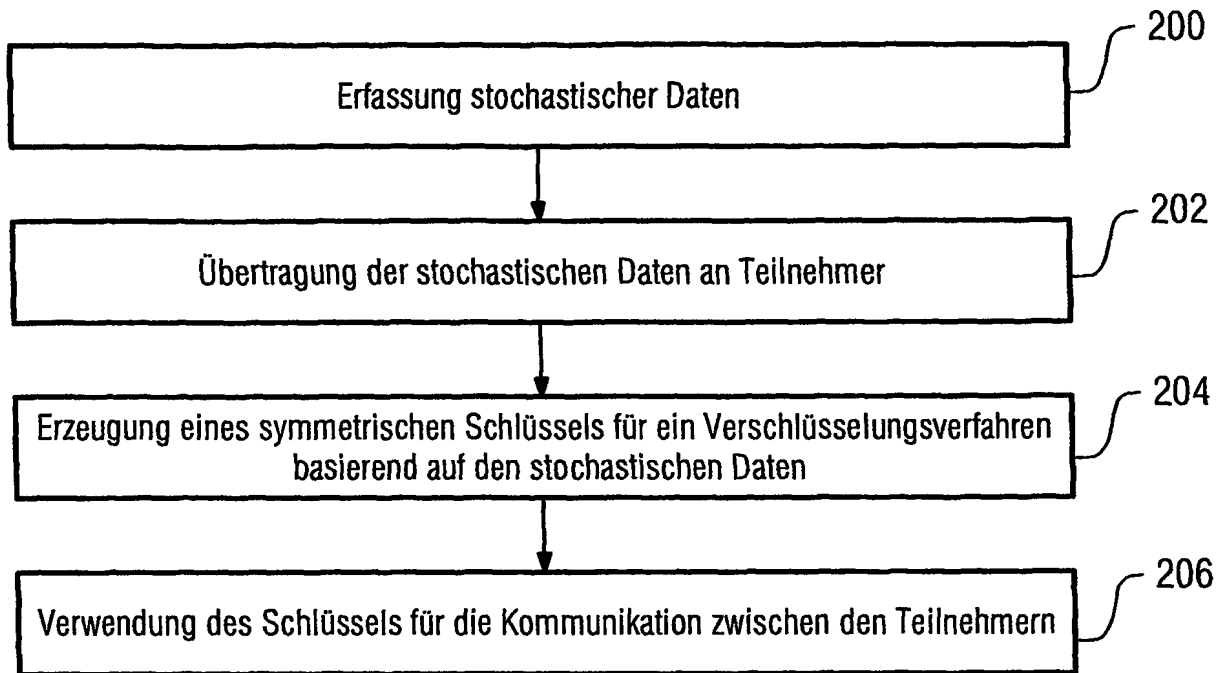 200
Erfassung stochastischer Daten
202
Übertragung der stochastischen Daten an Teilnehmer
204
Erzeugung eines symmetrischen Schlüssels für ein Verschlüsselungsverfahren
basierend auf den stochastischen Daten
206
Verwendung des Schlüssels für die Kommunikation zwischen den Teilnehmern